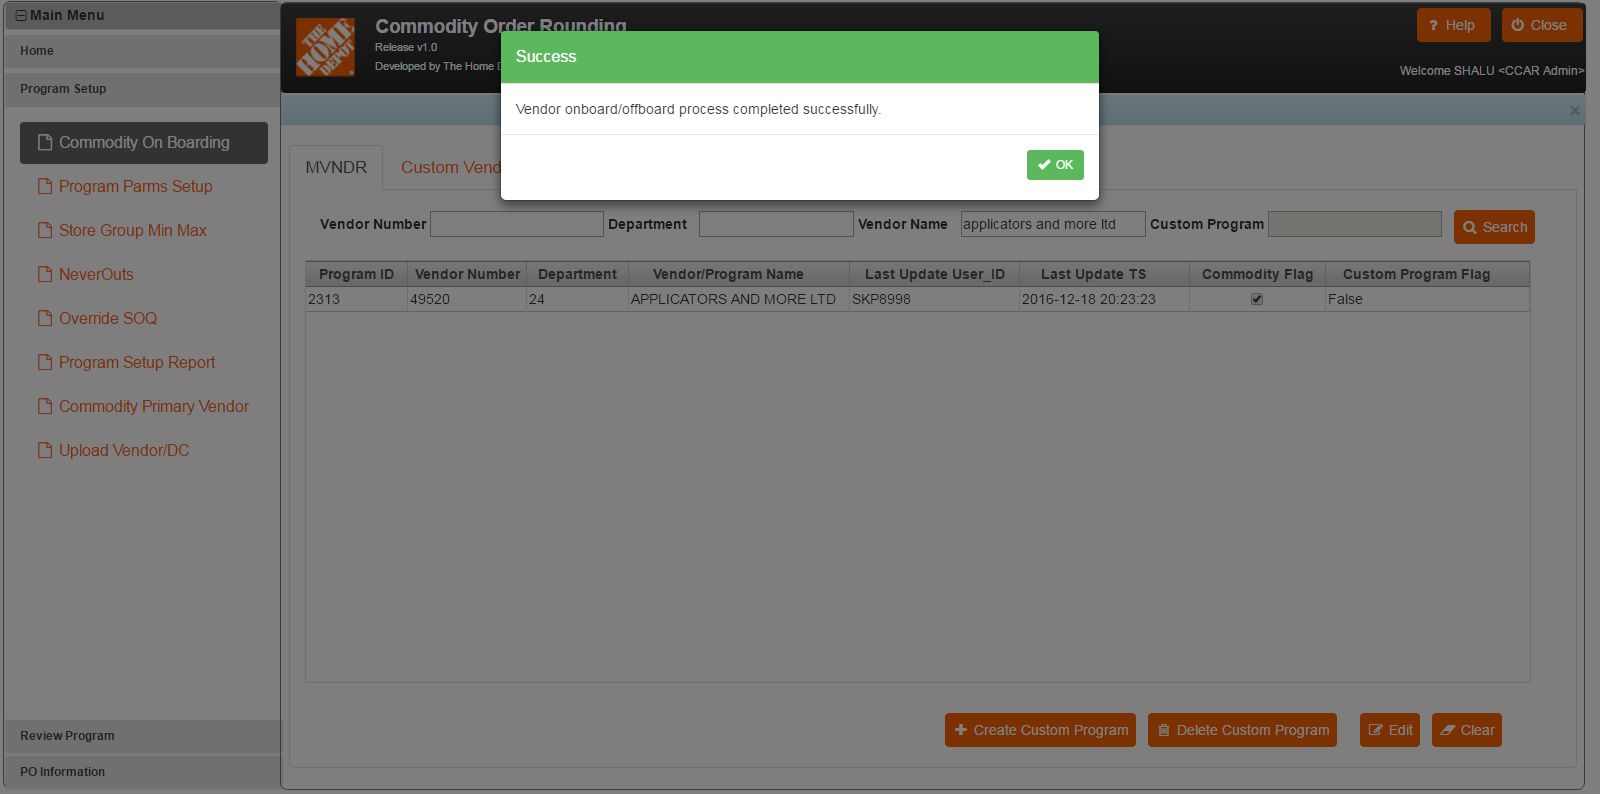 Main Menu
Home
Program Setup
Commodity On Boarding
Program Parms Setup
Store Group Min Max
NeverOuts
Override SOQ
Program Setup Report
Commodity Primary Vendor
Upload Vendor/DC
Review Program
PO Information
THE HOME DEPOT
Commodity Order Rounding
Release v1.0
Developed by The Home D
? Help
Close
Welcome SHALU <CCAR Admin>
×
Success
Vendor onboard/offboard process completed successfully.
OK
MVNDR Custom Vend
Vendor Number Department Vendor Name applicators and more ltd Custom Program Search
Program ID Vendor Number Department Vendor/Program Name Last Update User_ID Last Update TS Commodity Flag Custom Program Flag
2313 49520 24 APPLICATORS AND MORE LTD SKP8998 2016-12-18 20:23:23 False
Create Custom Program Delete Custom Program Edit Clear